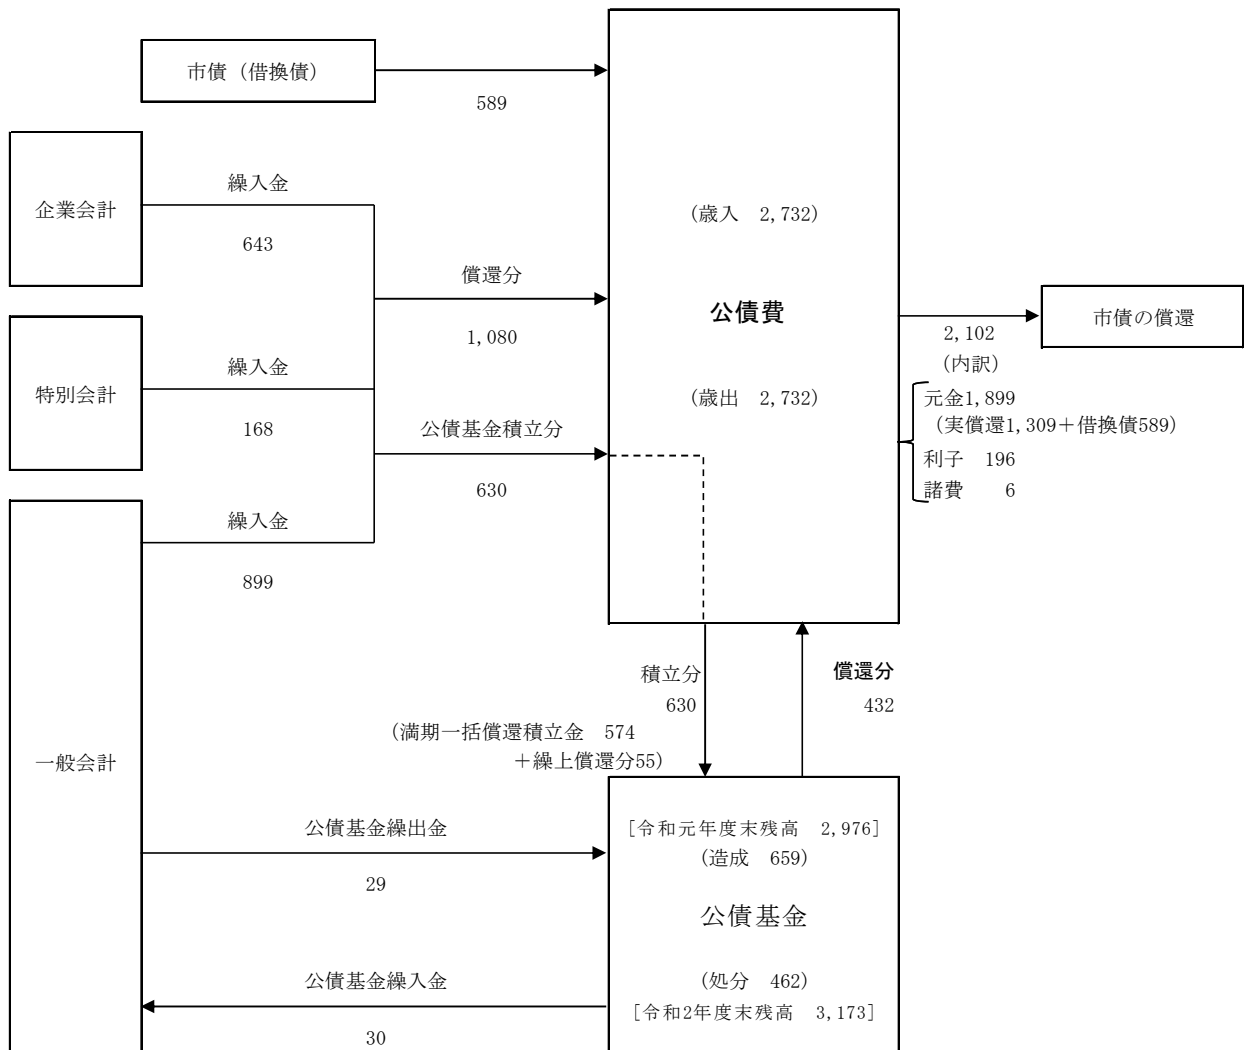 市債（借換債）
589
企業会計
繰入金
643
（歳入　2,732）
償還分
1,080
公債費
2,102
（内訳）
市債の償還
特別会計
繰入金
168
（歳出　2,732）
元金1,899
（実償還1,309＋借換債589）
利子　196
諸費　　6
公債基金積立分
630
繰入金
899
積立分
630
（満期一括償還積立金　574
＋繰上償還分55）
償還分
432
一般会計
公債基金繰出金
29
[令和元年度末残高　2,976]
（造成　659）
公債基金
（処分　462）
[令和2年度末残高　3,173]
公債基金繰入金
30